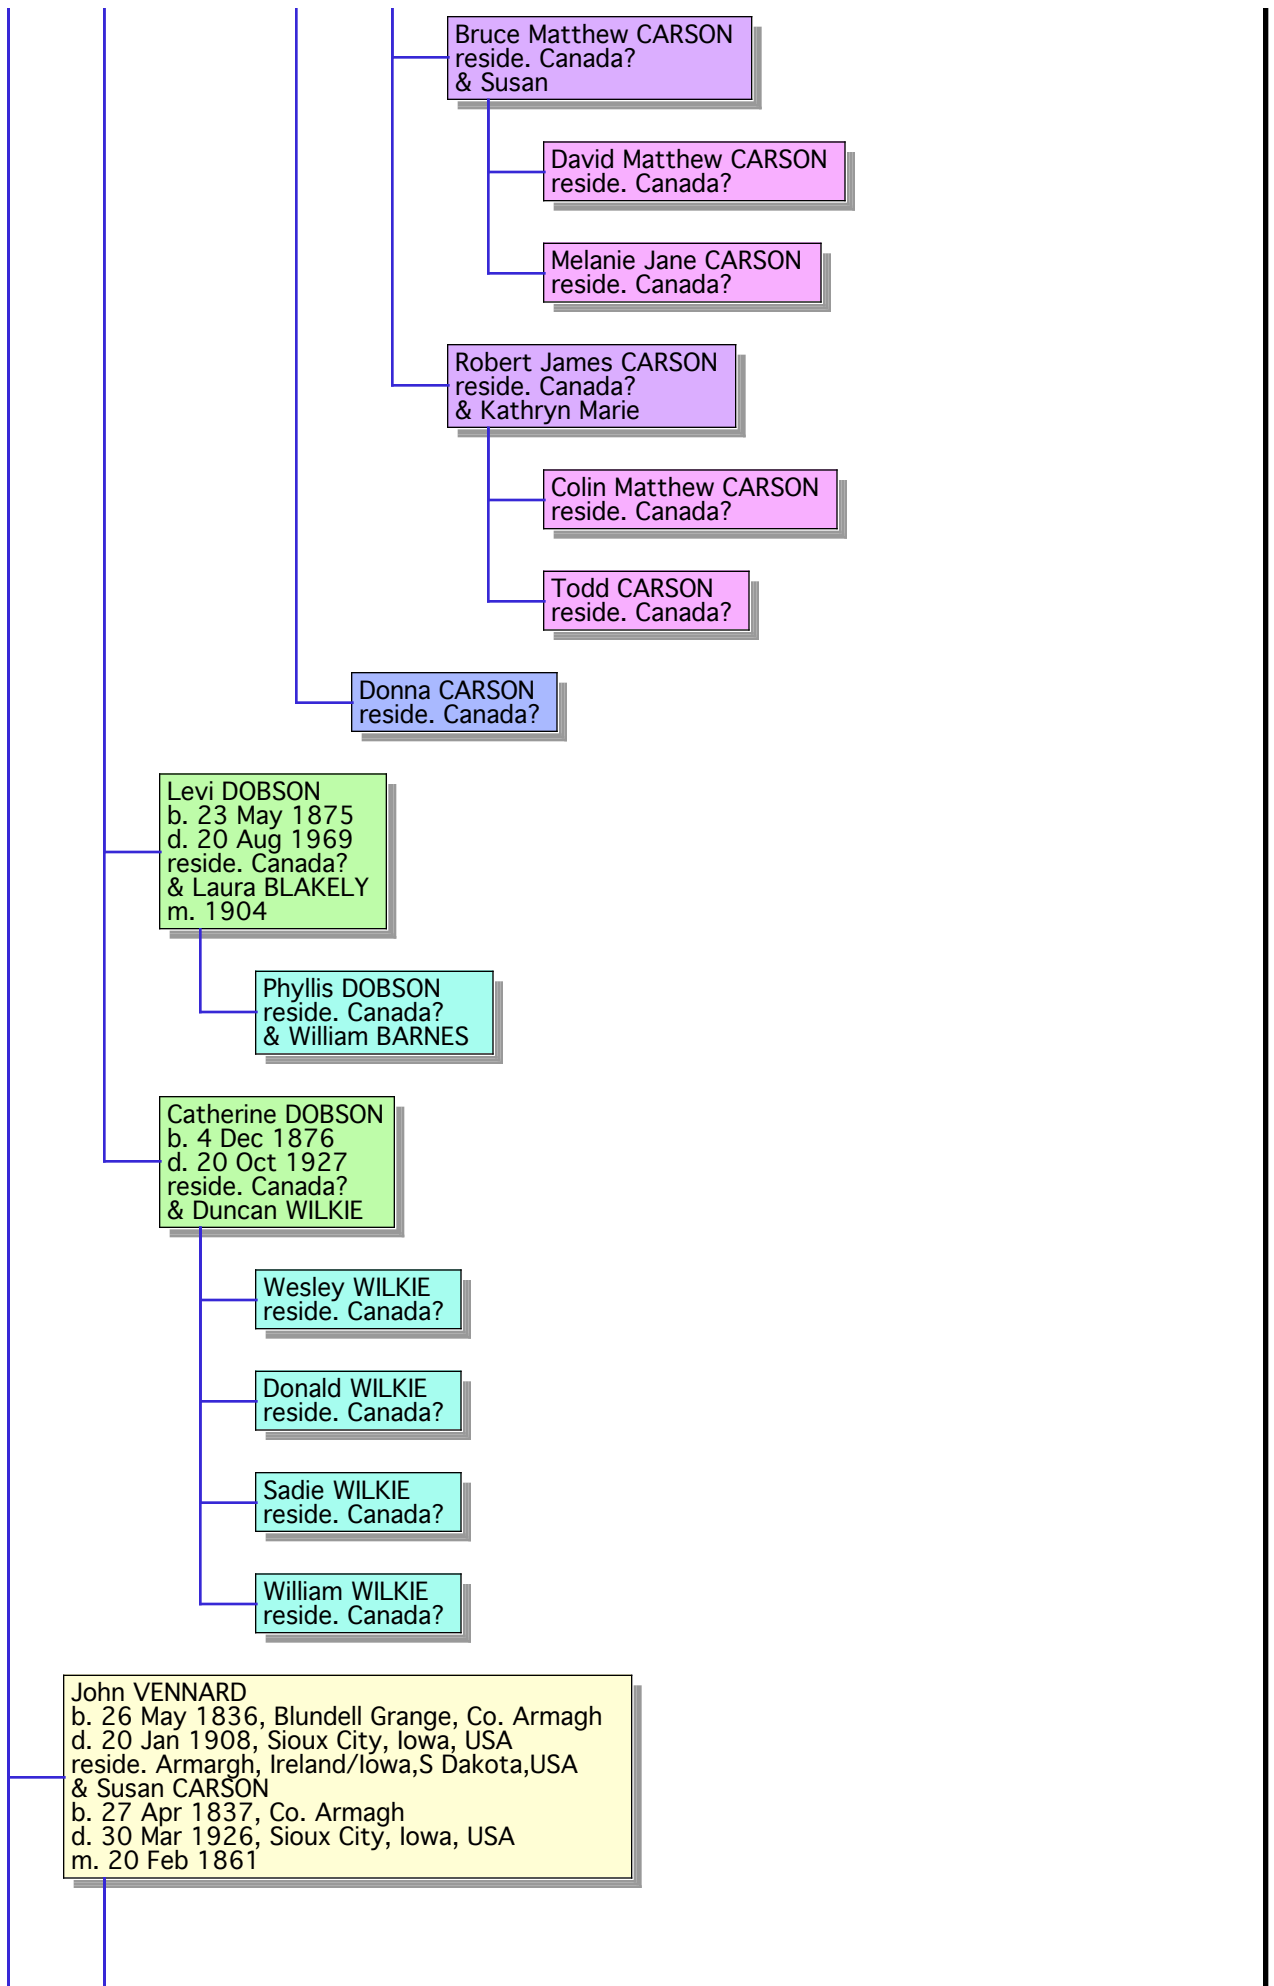 Bruce Matthew CARSON
reside. Canada?
& Susan
David Matthew CARSON
reside. Canada?
Melanie Jane CARSON
reside. Canada?
Robert James CARSON
reside. Canada?
& Kathryn Marie
Colin Matthew CARSON
reside. Canada?
Todd CARSON
reside. Canada?
Donna CARSON
reside. Canada?
Levi DOBSON
b. 23 May 1875
d. 20 Aug 1969
reside. Canada?
& Laura BLAKELY
m. 1904
Phyllis DOBSON
reside. Canada?
& William BARNES
Catherine DOBSON
b. 4 Dec 1876
d. 20 Oct 1927
reside. Canada?
& Duncan WILKIE
Wesley WILKIE
reside. Canada?
Donald WILKIE
reside. Canada?
Sadie WILKIE
reside. Canada?
William WILKIE
reside. Canada?
John VENNARD
b. 26 May 1836, Blundell Grange, Co. Armagh
d. 20 Jan 1908, Sioux City, Iowa, USA
reside. Armargh, Ireland/Iowa,S Dakota,USA
& Susan CARSON
b. 27 Apr 1837, Co. Armagh
d. 30 Mar 1926, Sioux City, Iowa, USA
m. 20 Feb 1861